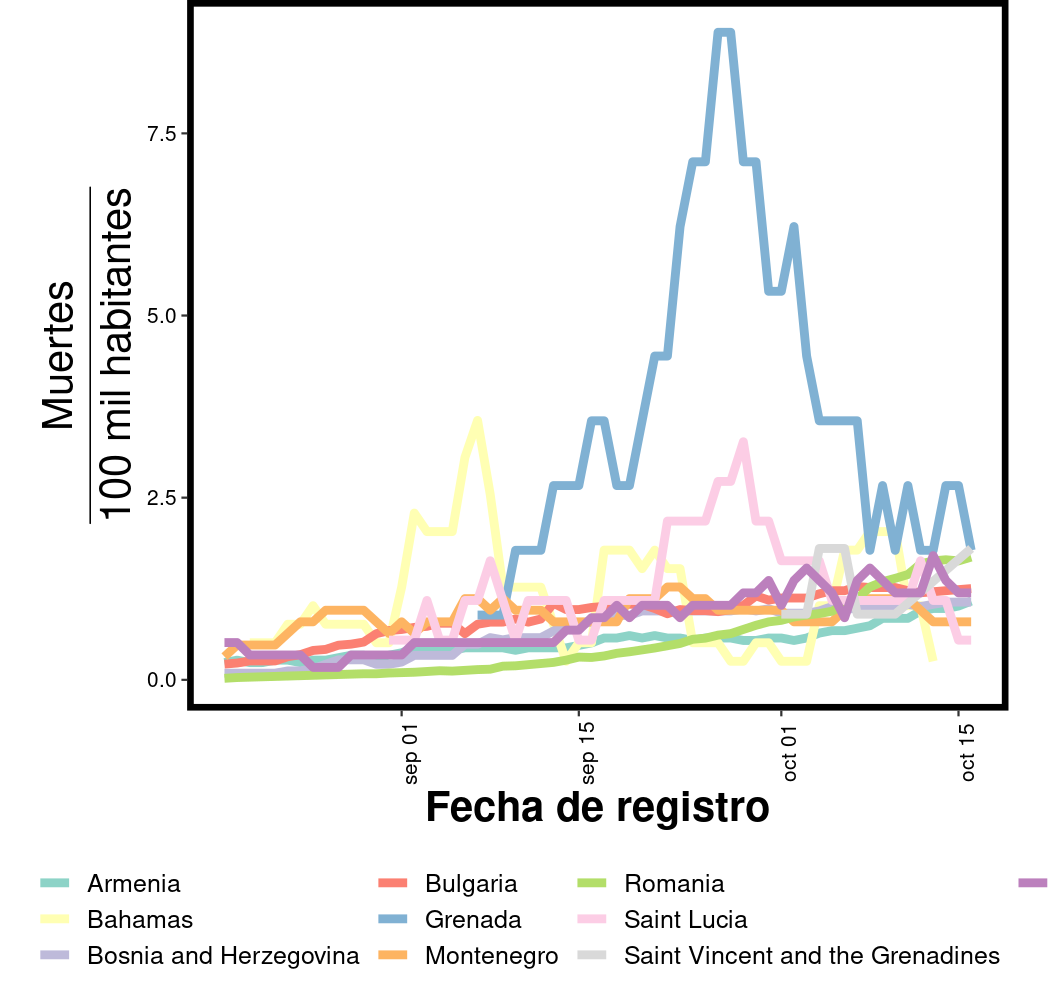 7.5
5.0
2.5
0.0
Muertes
100 mil habitantes
sep 01
sep 15
oct 01
oct 15
Fecha de registro
Armenia
Bulgaria
Romania
Bahamas
Grenada
Saint Lucia
Bosnia and Herzegovina
Montenegro
Saint Vincent and the Grenadines